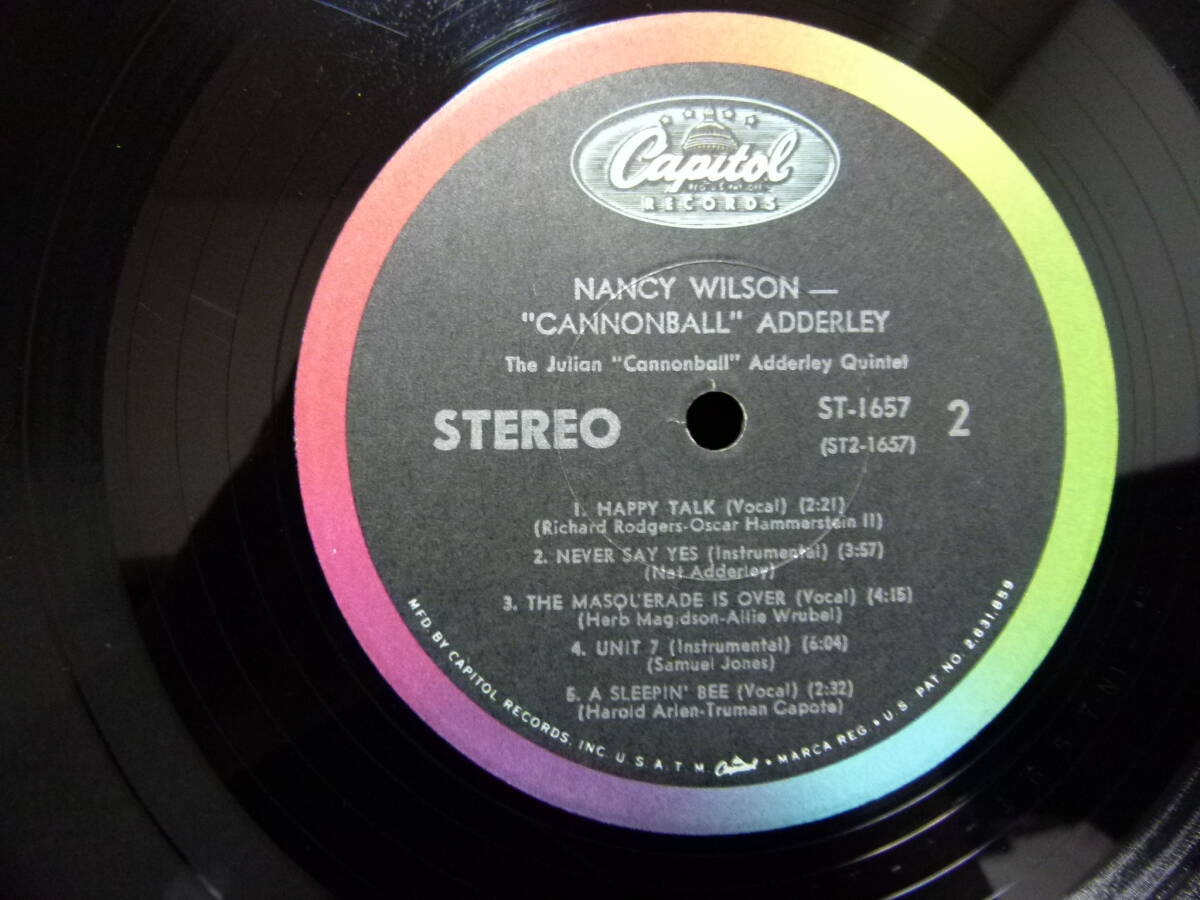 Capitol
REG. U.S. PAT. OFF.
RECORDS
NANCY WILSON —
"CANNONBALL" ADDERLEY
The Julian "Cannonball" Adderley Quintet
STEREO
ST-1657
(ST2-1657)
2
1. HAPPY TALK (Vocal) (2:21)
(Richard Rodgers-Oscar Hammerstein II)
2. NEVER SAY YES (Instrumental) (3:57)
(Nat Adderley)
3. THE MASQUERADE IS OVER (Vocal) (4:15)
(Herb Magidson-Allie Wrubel)
4. UNIT 7 (Instrumental) (6:04)
(Samuel Jones)
5. A SLEEPIN' BEE (Vocal) (2:32)
(Harold Arlen-Truman Capote)
MFD. BY CAPITOL RECORDS, INC. U.S.A. T.M. Capitol • MARCA REG. • U.S. PAT. NO. 2,631,859